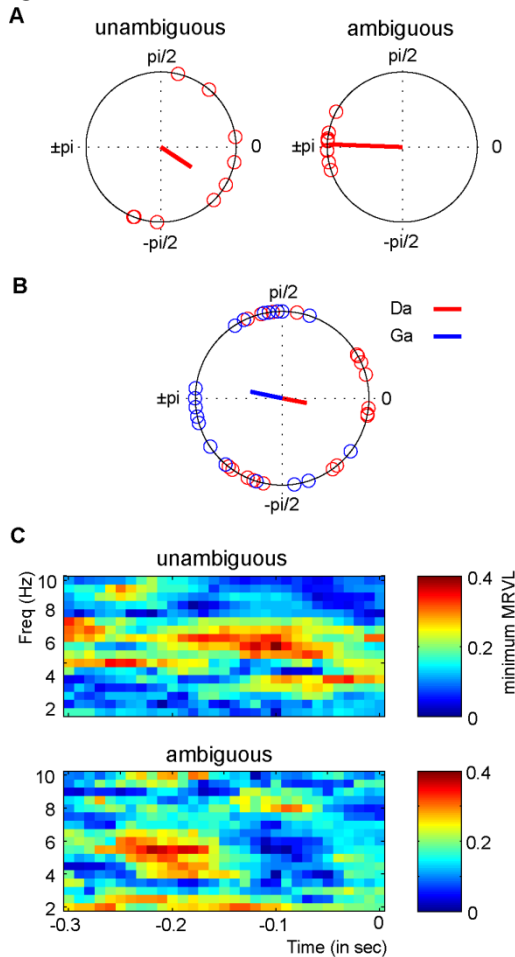 A
unambiguous
ambiguous
pi/2
pi/2
±pi
0
±pi
0
-pi/2
-pi/2
B
pi/2
Da
Ga
±pi
0
-pi/2
C
unambiguous
10
8
6
4
2
Freq (Hz)
0.4
0.2
0
minimum MRVL
ambiguous
10
8
6
4
2
0.4
0.2
0
-0.3
-0.2
-0.1
0
Time (in sec)